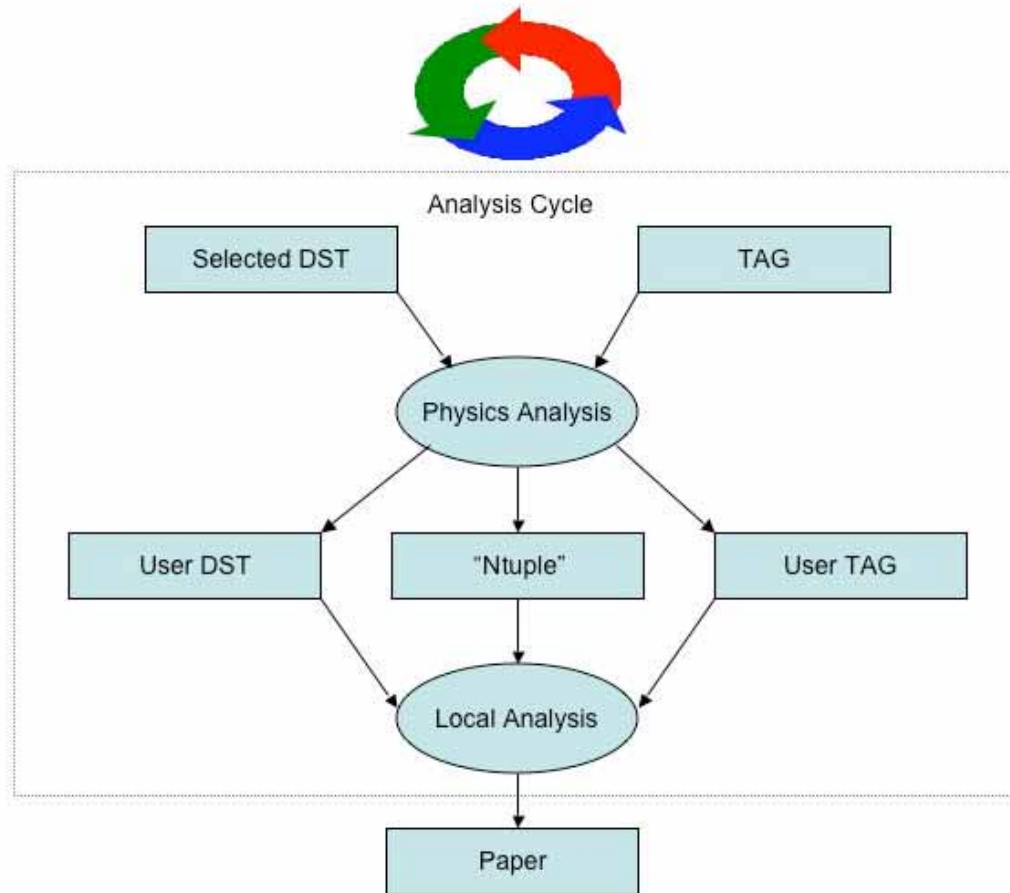 Analysis Cycle
Selected DST
TAG
Physics Analysis
User DST
“Ntuple”
User TAG
Local Analysis
Paper